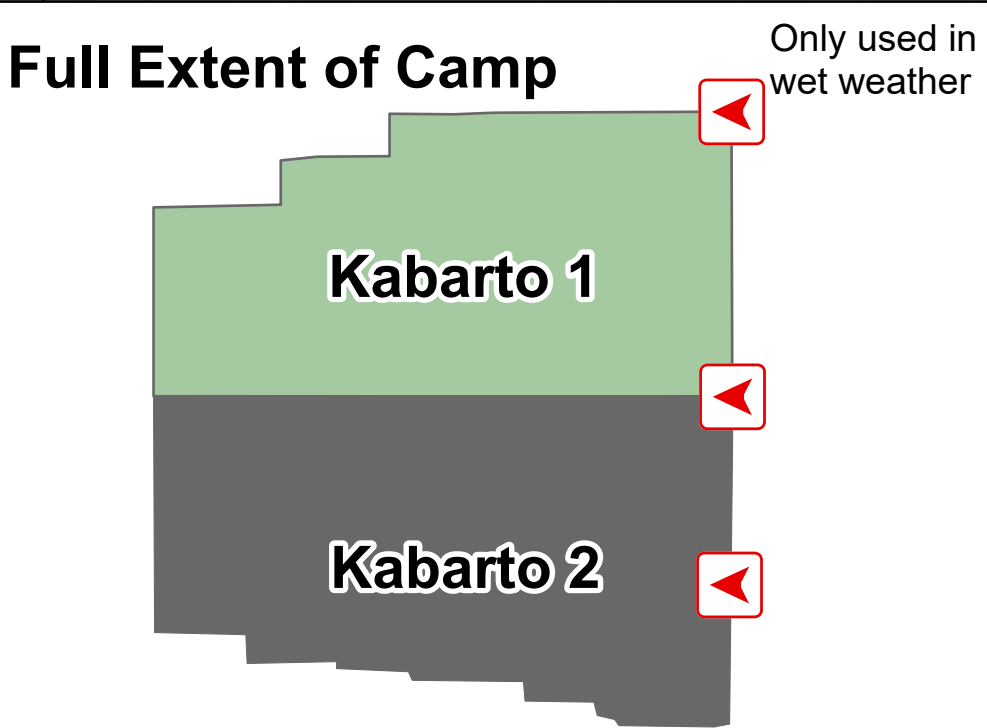 Full Extent of Camp
Only used in
wet weather
Kabarto 1
Kabarto 2